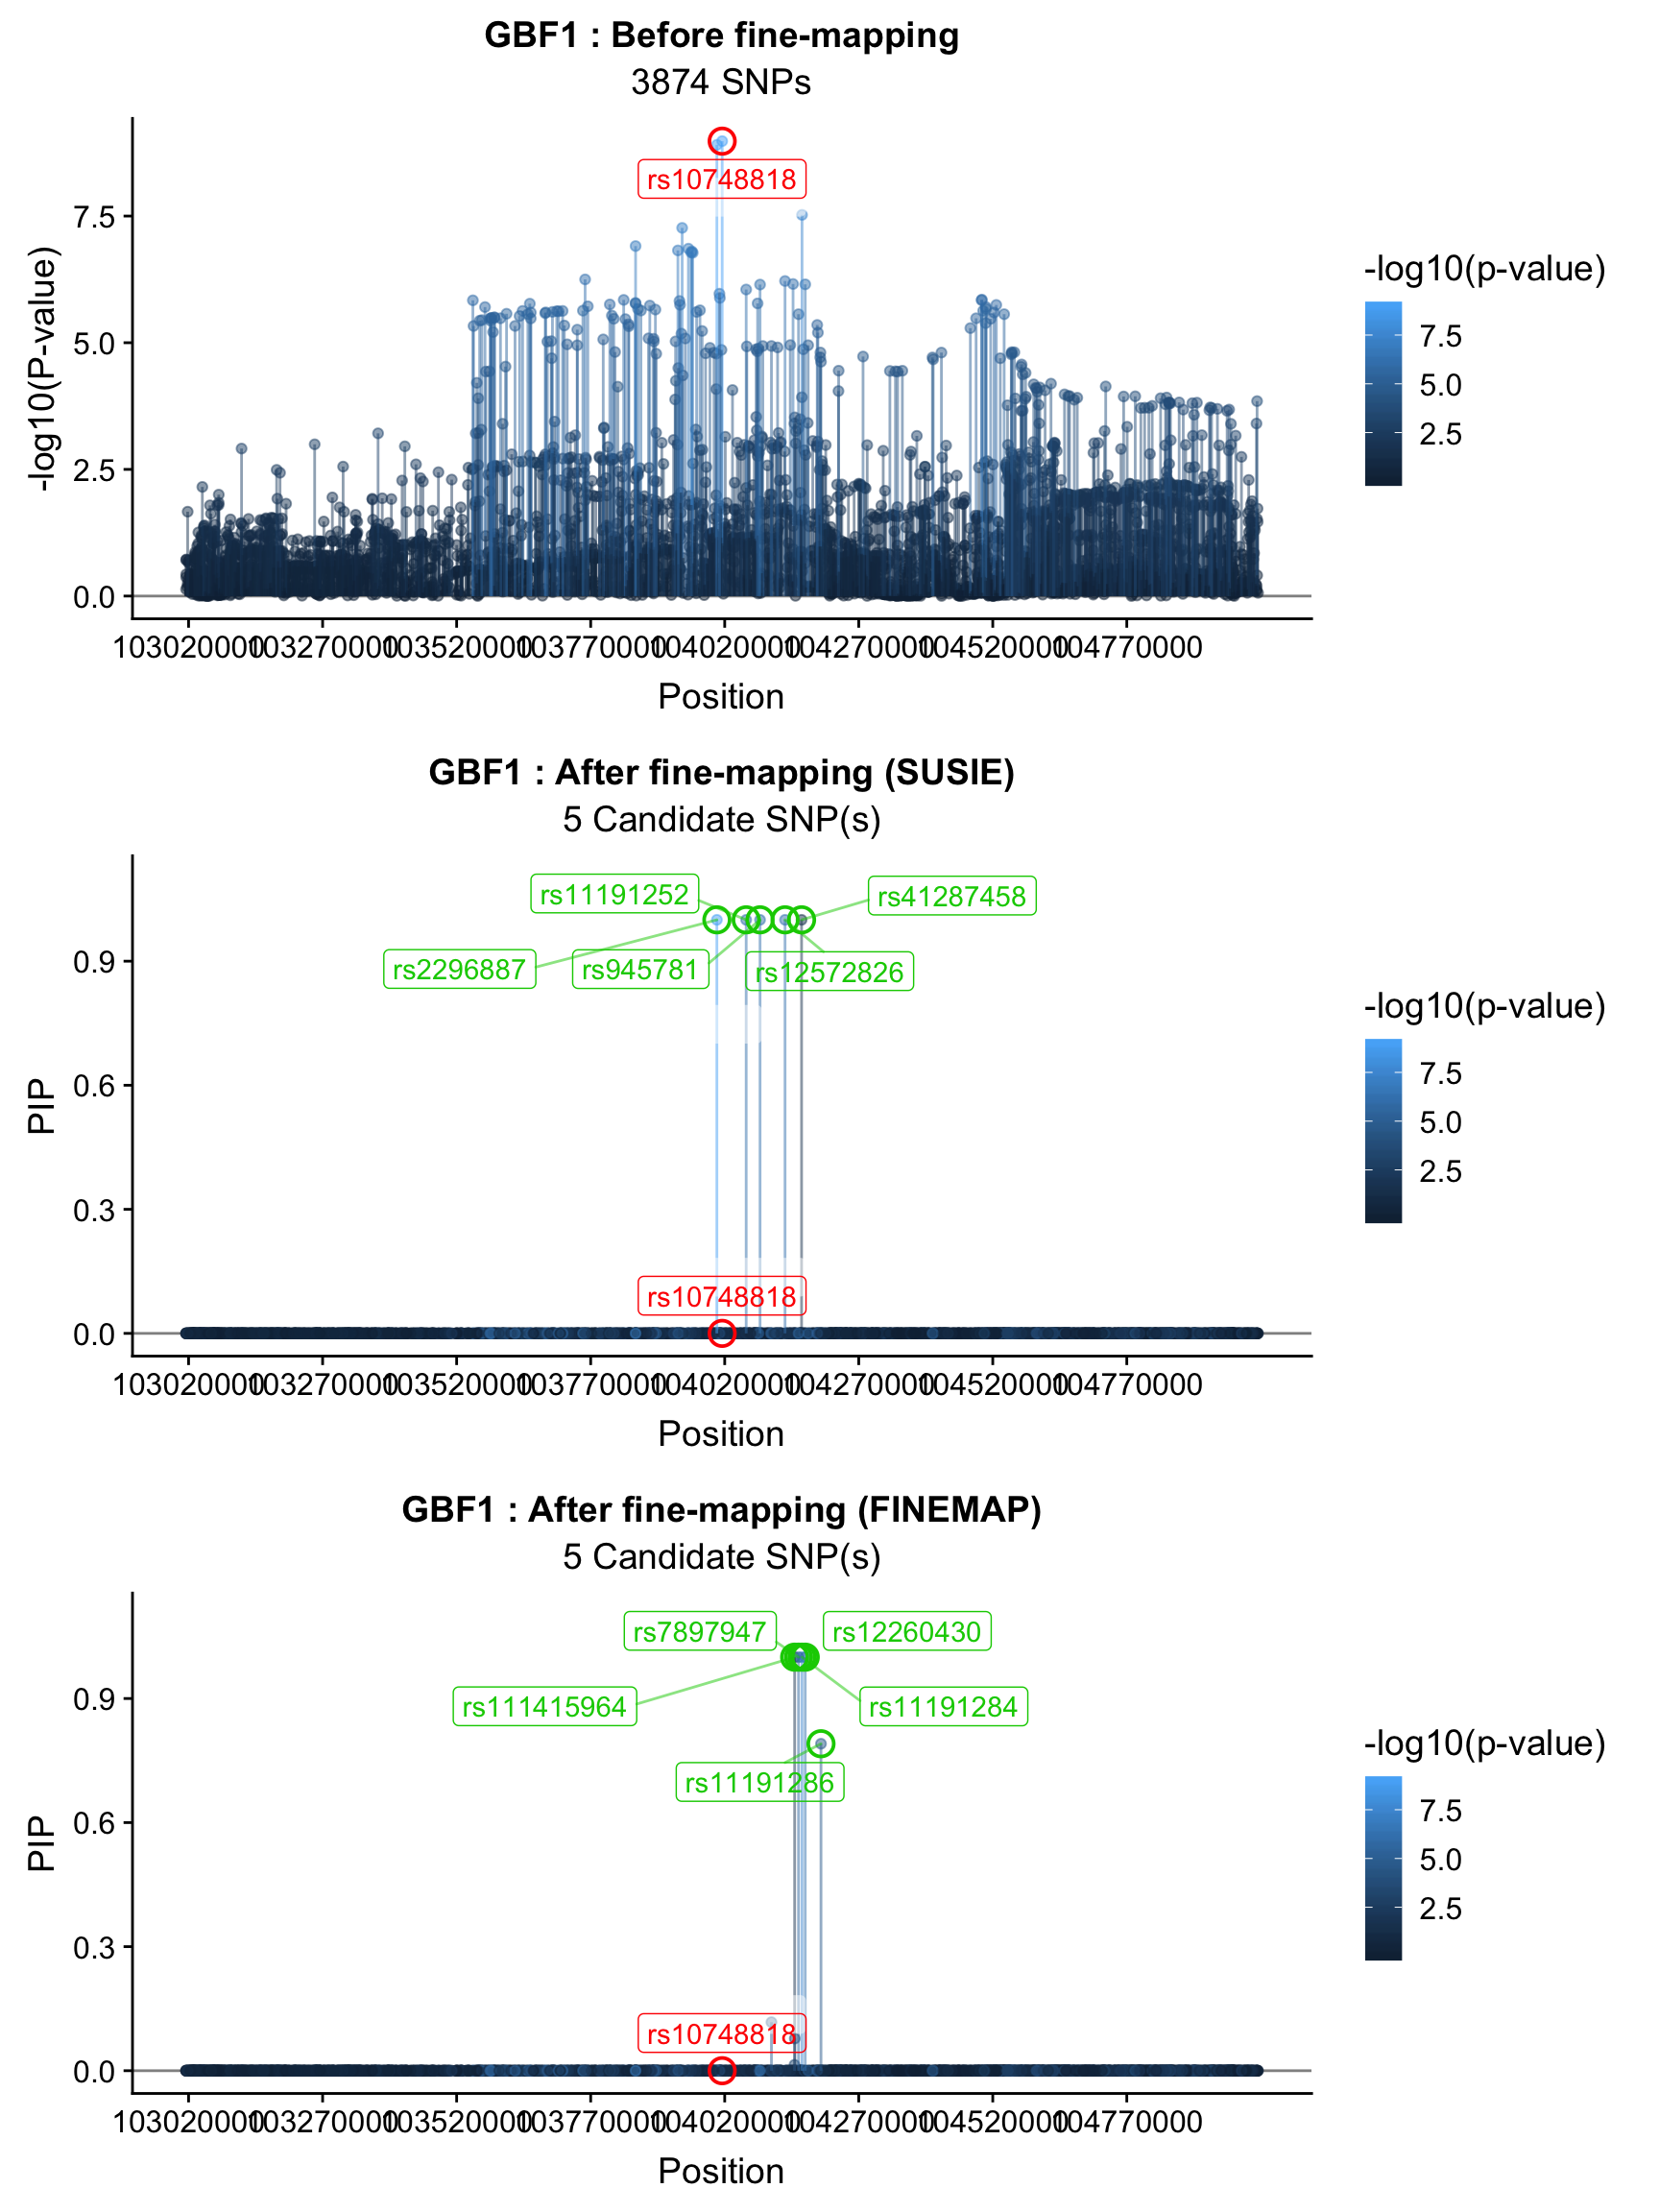 GBF1 : Before fine-mapping
3874 SNPs
rs10748818
-log10(P-value)
7.5
5.0
2.5
0.0
103020000 103270000 103520000 103770000 104020000 104270000 104520000 104770000
Position
-log10(p-value)
7.5
5.0
2.5
GBF1 : After fine-mapping (SUSIE)
5 Candidate SNP(s)
rs11191252
rs41287458
rs2296887
rs945781
rs12572826
rs10748818
PIP
0.9
0.6
0.3
0.0
103020000 103270000 103520000 103770000 104020000 104270000 104520000 104770000
Position
-log10(p-value)
7.5
5.0
2.5
GBF1 : After fine-mapping (FINEMAP)
5 Candidate SNP(s)
rs7897947
rs12260430
rs111415964
rs11191284
rs11191286
rs10748818
PIP
0.9
0.6
0.3
0.0
103020000 103270000 103520000 103770000 104020000 104270000 104520000 104770000
Position
-log10(p-value)
7.5
5.0
2.5